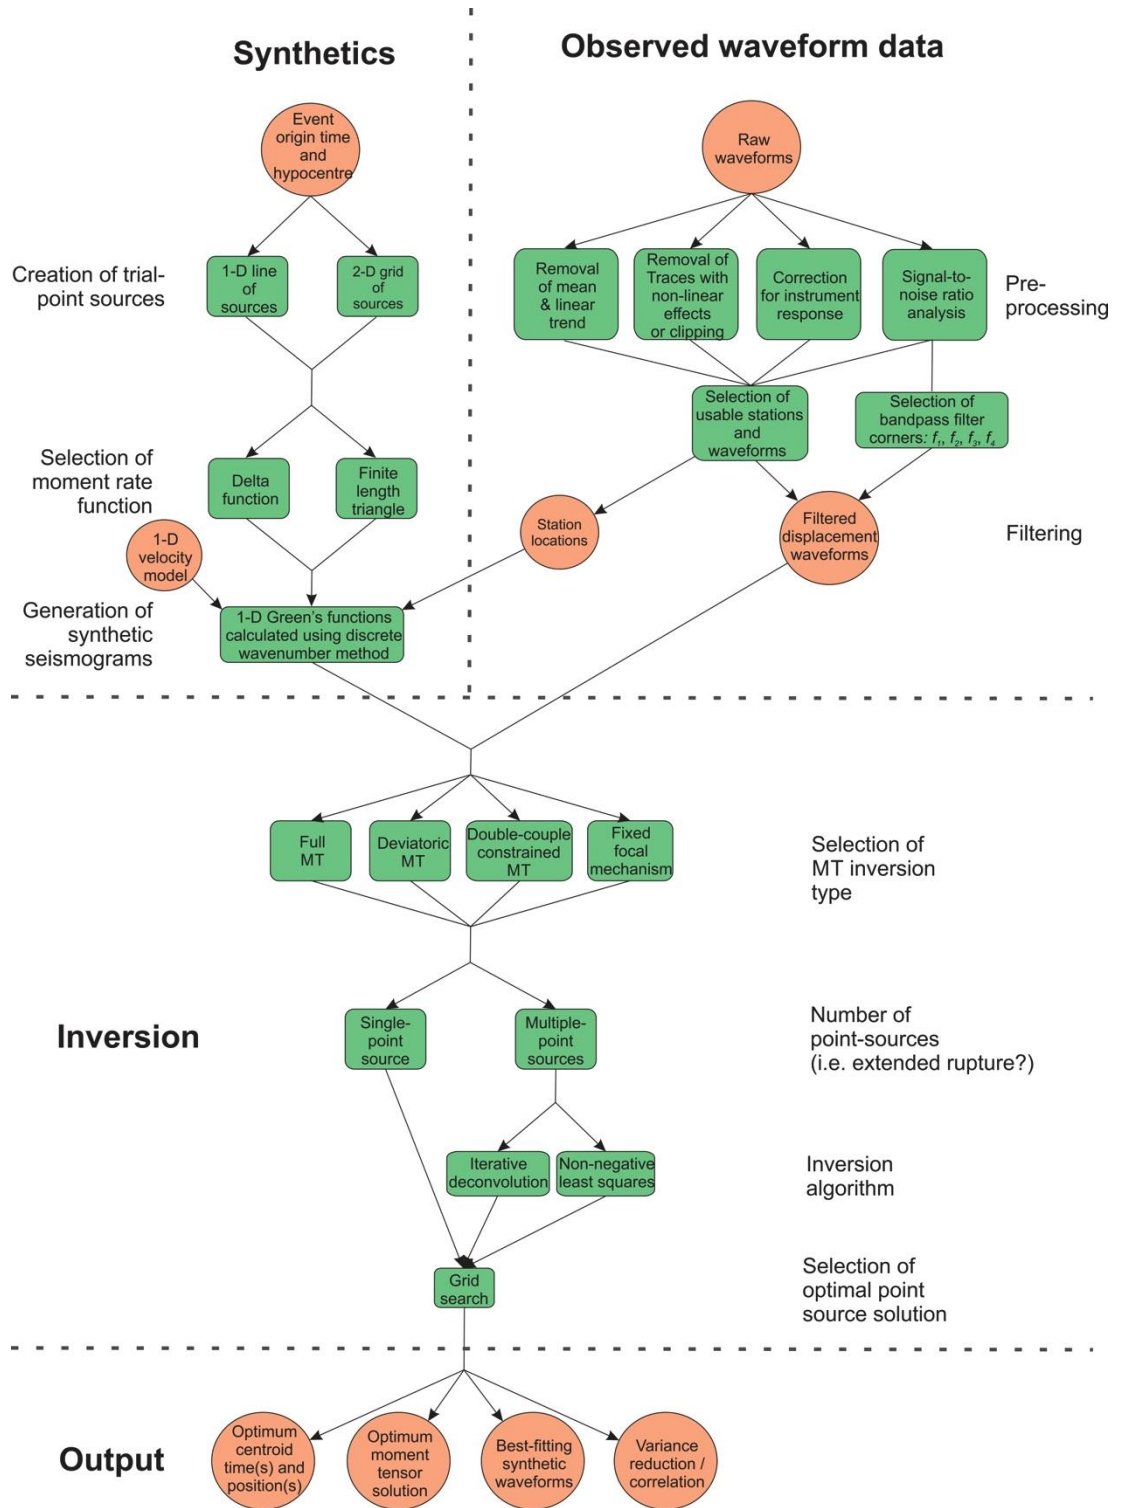 Synthetics
Observed waveform data
Event
origin time
and
hypocentre
Raw
waveforms
Creation of trial-
point sources
1-D line
of
sources
2-D grid
of
sources
Removal
of mean
& linear
trend
Removal of
Traces with
non-linear
effects
or clipping
Correction
for instrument
response
Signal-to-
noise ratio
analysis
Pre-
processing
Selection of
usable stations
and
waveforms
Selection of
bandpass filter
corners: f1, f2, f3, f4
Selection of
moment rate
function
Delta
function
Finite
length
triangle
1-D
velocity
model
Station
locations
Filtered
displacement
waveforms
Filtering
Generation of
synthetic
seismograms
1-D Green's functions
calculated using discrete
wavenumber method
Full
MT
Deviatoric
MT
Double-couple
constrained
MT
Fixed
focal
mechanism
Selection of
MT inversion
type
Inversion
Single-
point
source
Multiple-
point
sources
Number of
point-sources
(i.e. extended rupture?)
Iterative
deconvolution
Non-negative
least squares
Inversion
algorithm
Grid
search
Selection of
optimal point
source solution
Output
Optimum
centroid
time(s) and
position(s)
Optimum
moment
tensor
solution
Best-fitting
synthetic
waveforms
Variance
reduction /
correlation